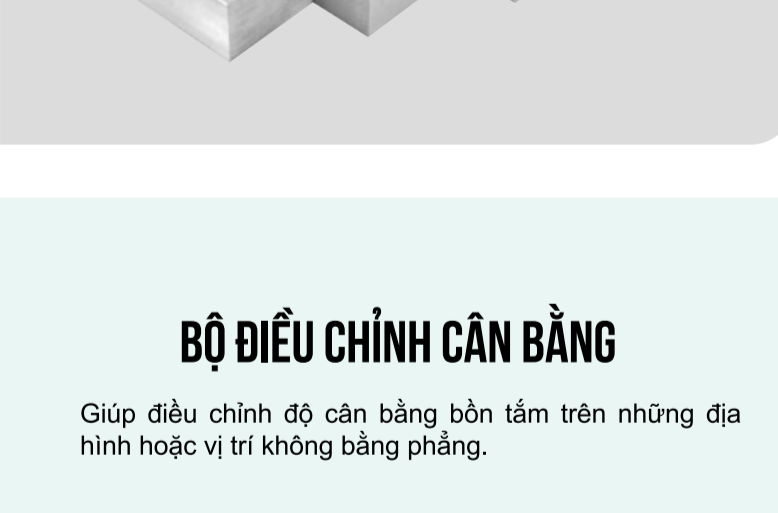 BỘ ĐIỀU CHỈNH CÂN BẰNG
Giúp điều chỉnh độ cân bằng bồn tắm trên những địa
hình hoặc vị trí không bằng phẳng.